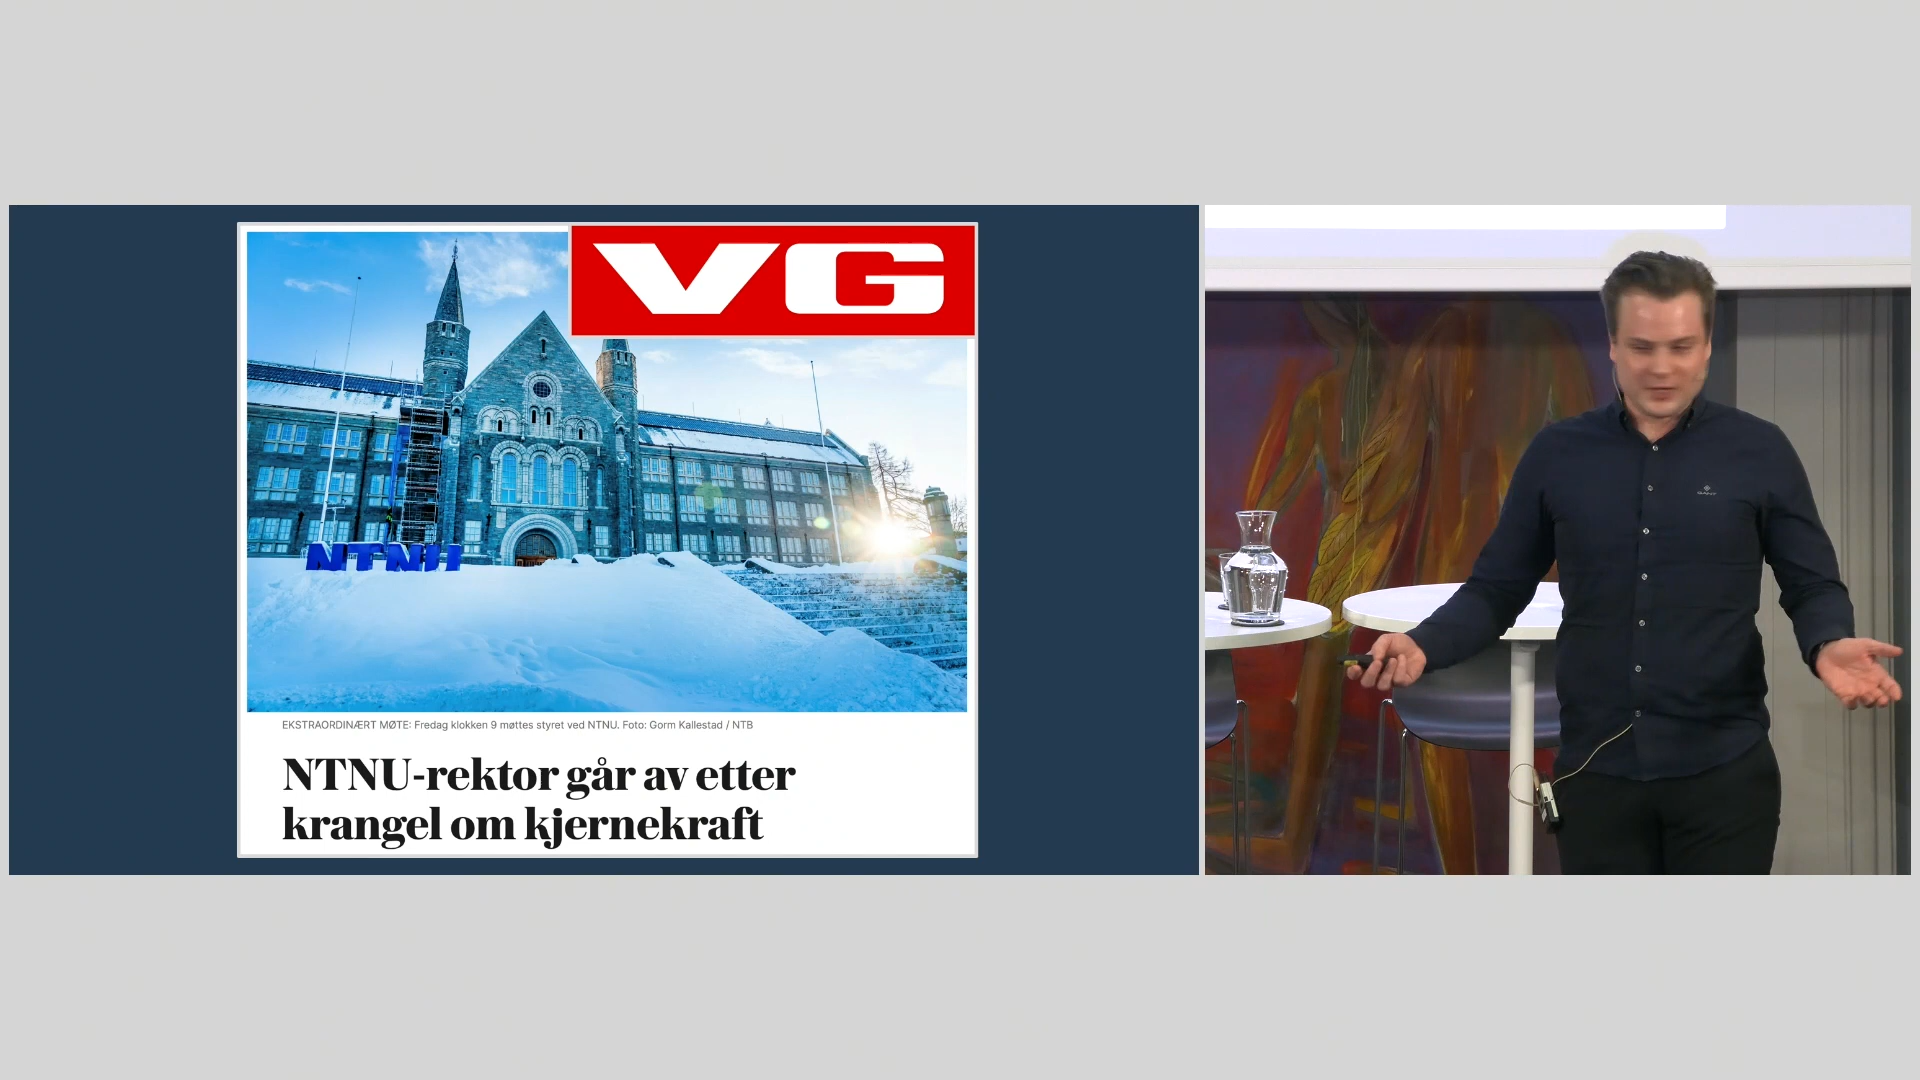 VG
NTNU
EKSTRAORDINÆRT MØTE: Fredag klokken 9 møttes styret ved NTNU. Foto: Gorm Kallestad / NTB
NTNU-rektor går av etter
krangel om kjernekraft
GANT